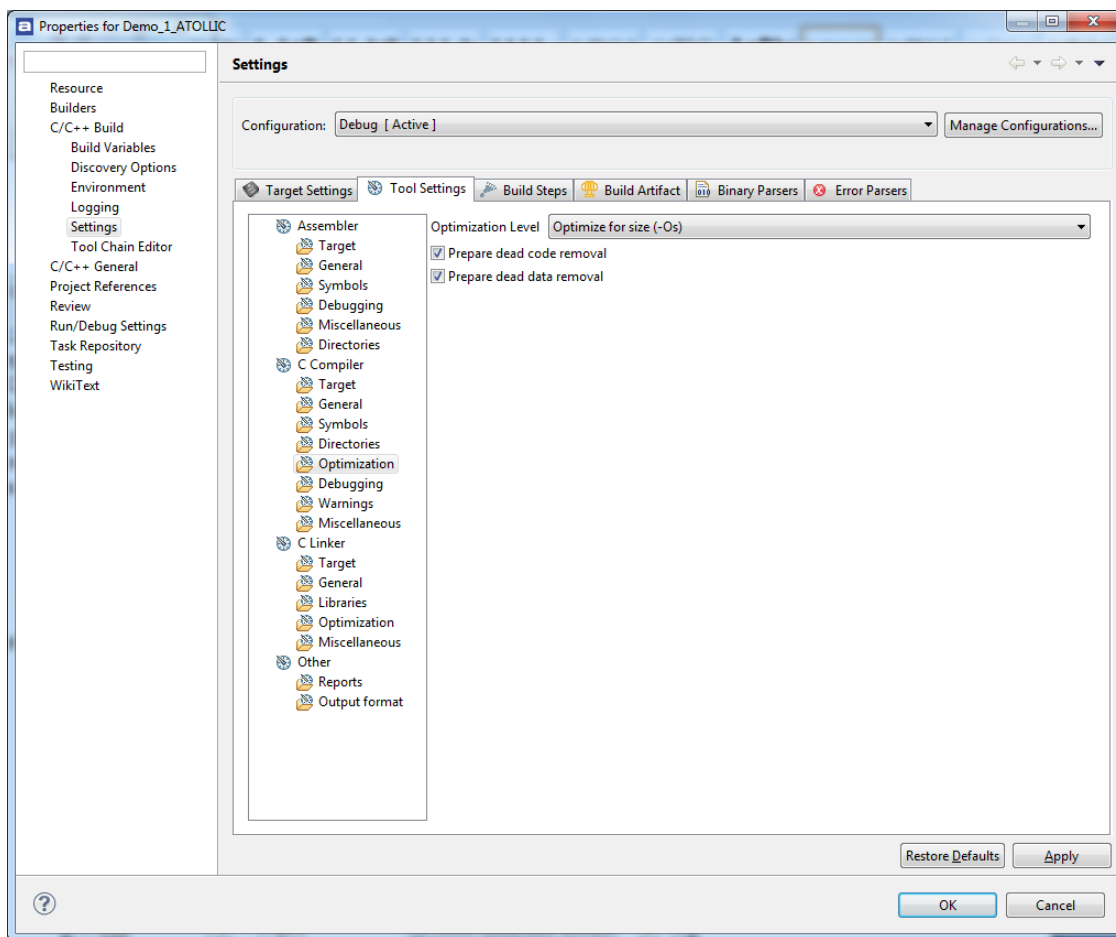 Properties for Demo_1_ATOLLIC
Settings
Resource
Builders
C/C++ Build
Build Variables
Discovery Options
Environment
Logging
Settings
Tool Chain Editor
C/C++ General
Project References
Review
Run/Debug Settings
Task Repository
Testing
WikiText
Configuration: Debug [ Active ] Manage Configurations...
Target Settings Tool Settings Build Steps Build Artifact Binary Parsers Error Parsers
Assembler
Target
General
Symbols
Debugging
Miscellaneous
Directories
C Compiler
Target
General
Symbols
Directories
Optimization
Debugging
Warnings
Miscellaneous
C Linker
Target
General
Libraries
Optimization
Miscellaneous
Other
Reports
Output format
Optimization Level Optimize for size (-Os)
Prepare dead code removal
Prepare dead data removal
Restore Defaults Apply
OK Cancel